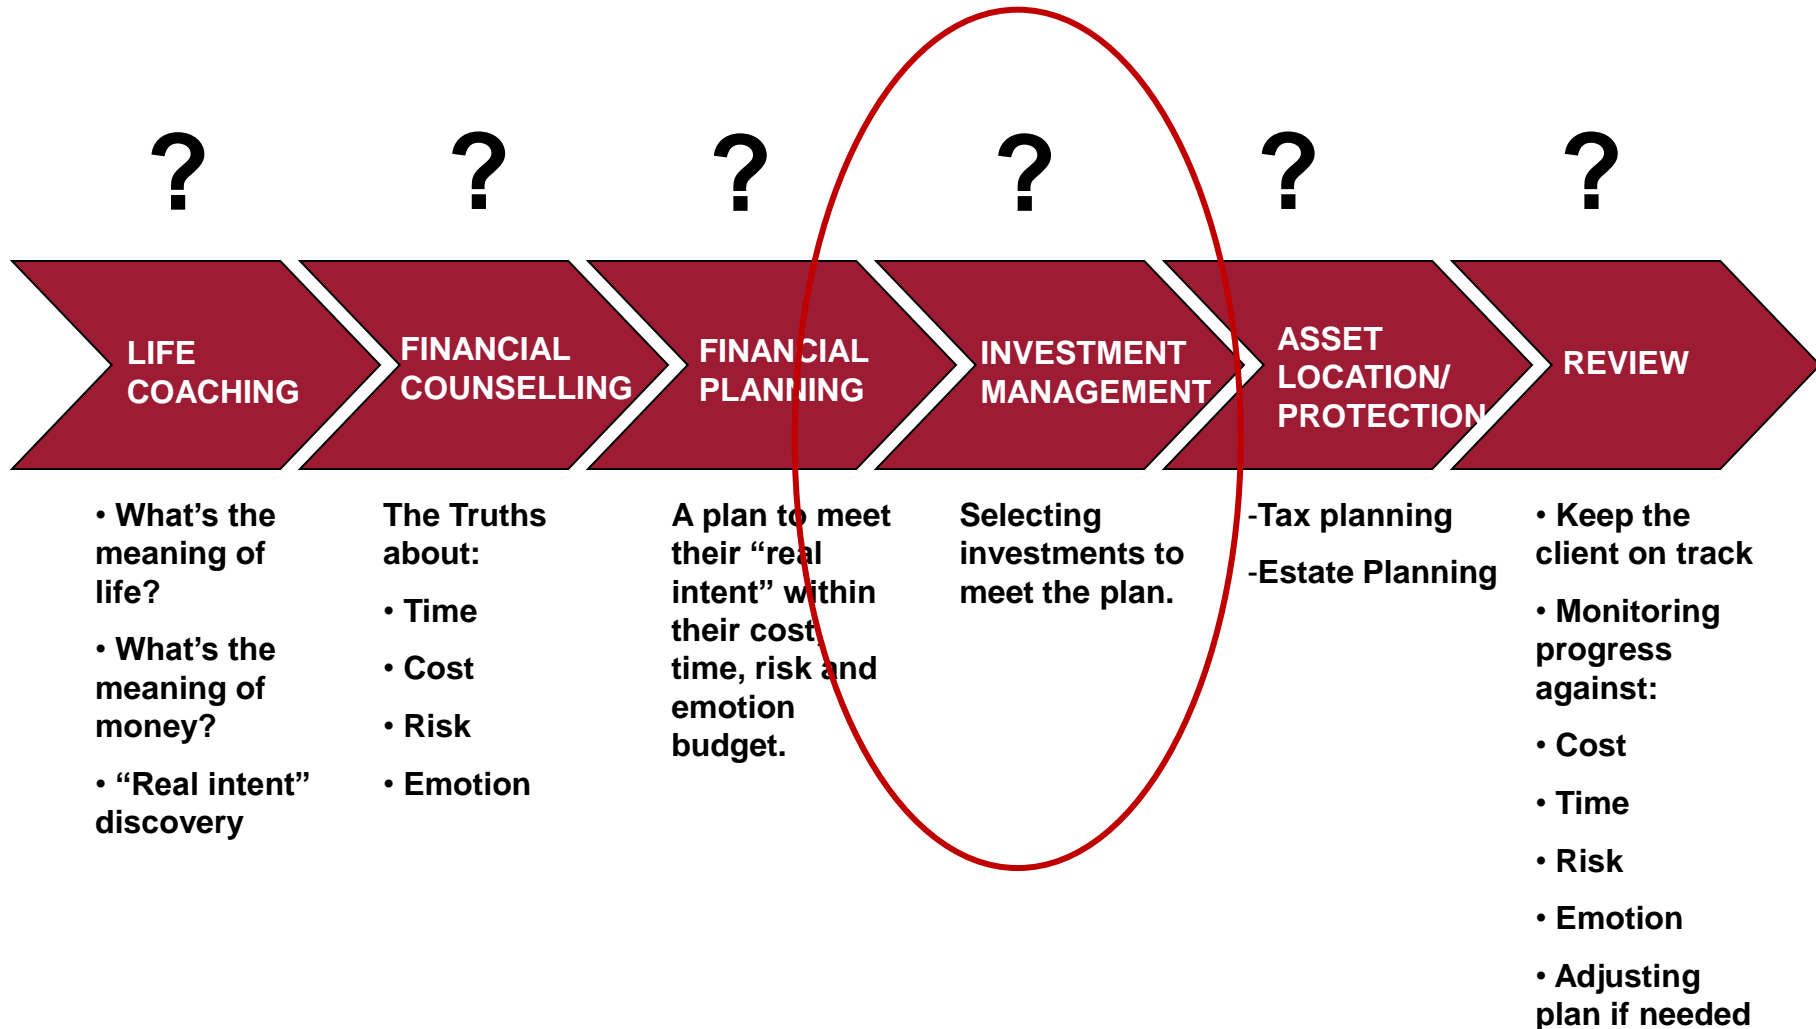 ?
?
?
?
?
?
LIFE
COACHING
FINANCIAL
COUNSELLING
FINANCIAL
PLANNING
INVESTMENT
MANAGEMENT
ASSET
LOCATION/
PROTECTION
REVIEW
• What’s the
meaning of
life?
• What’s the
meaning of
money?
• “Real intent”
discovery
The Truths
about:
• Time
• Cost
• Risk
• Emotion
A plan to meet
their “real
intent” within
their cost,
time, risk and
emotion
budget.
Selecting
investments to
meet the plan.
-Tax planning
-Estate Planning
• Keep the
client on track
• Monitoring
progress
against:
• Cost
• Time
• Risk
• Emotion
• Adjusting
plan if needed